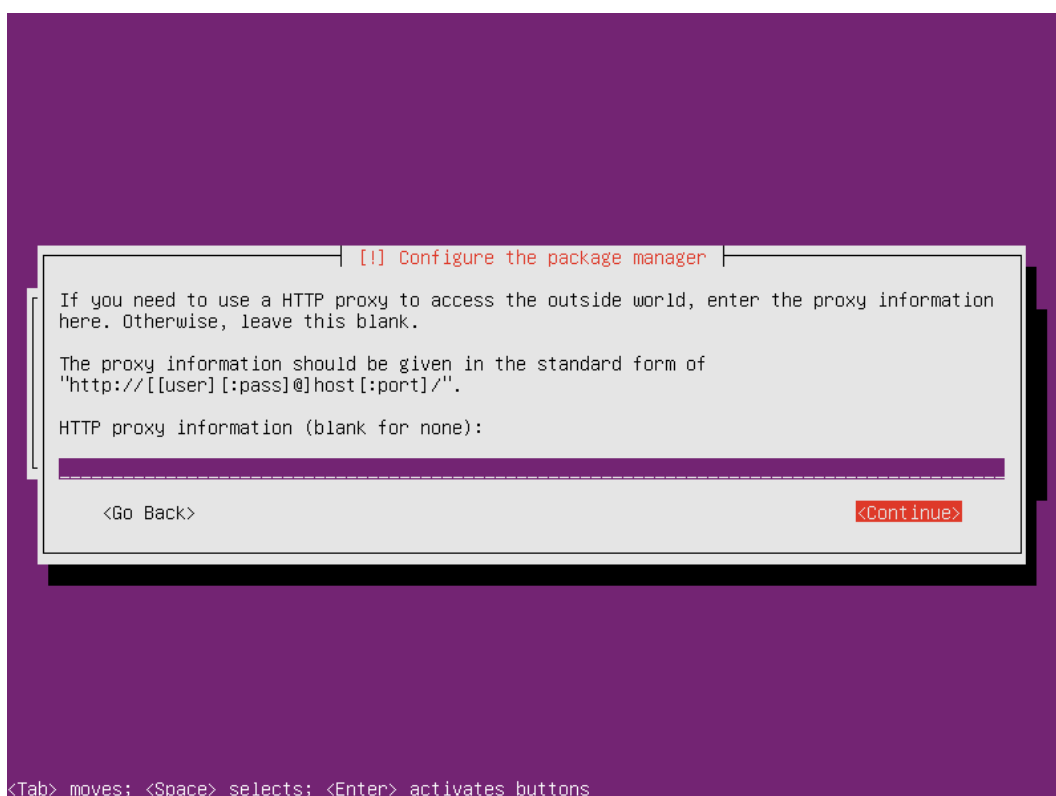 [!] Configure the package manager
If you need to use a HTTP proxy to access the outside world, enter the proxy information
here. Otherwise, leave this blank.
The proxy information should be given in the standard form of
"http://[[user][:pass]@]host[:port]/".
HTTP proxy information (blank for none):
<Go Back> <Continue>
<Tab> moves; <Space> selects; <Enter> activates buttons